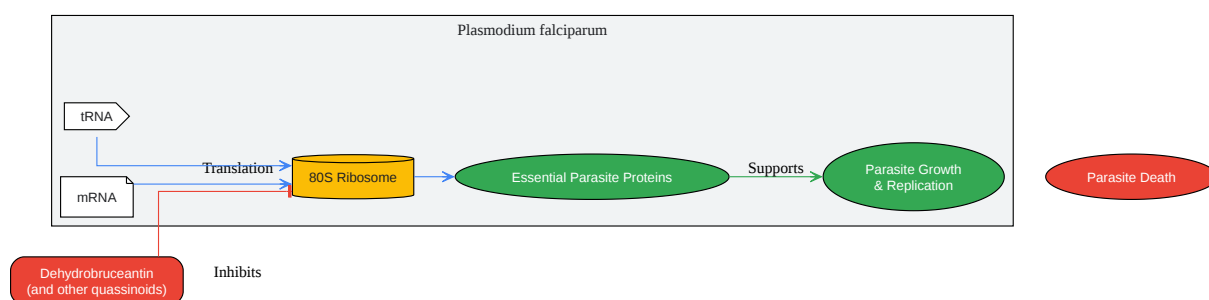 Plasmodium falciparum
tRNA
Translation
mRNA
80S Ribosome
Essential Parasite Proteins
Supports
Parasite Growth
& Replication
Parasite Death
Dehydrobruceantin
(and other quassinoids)
Inhibits